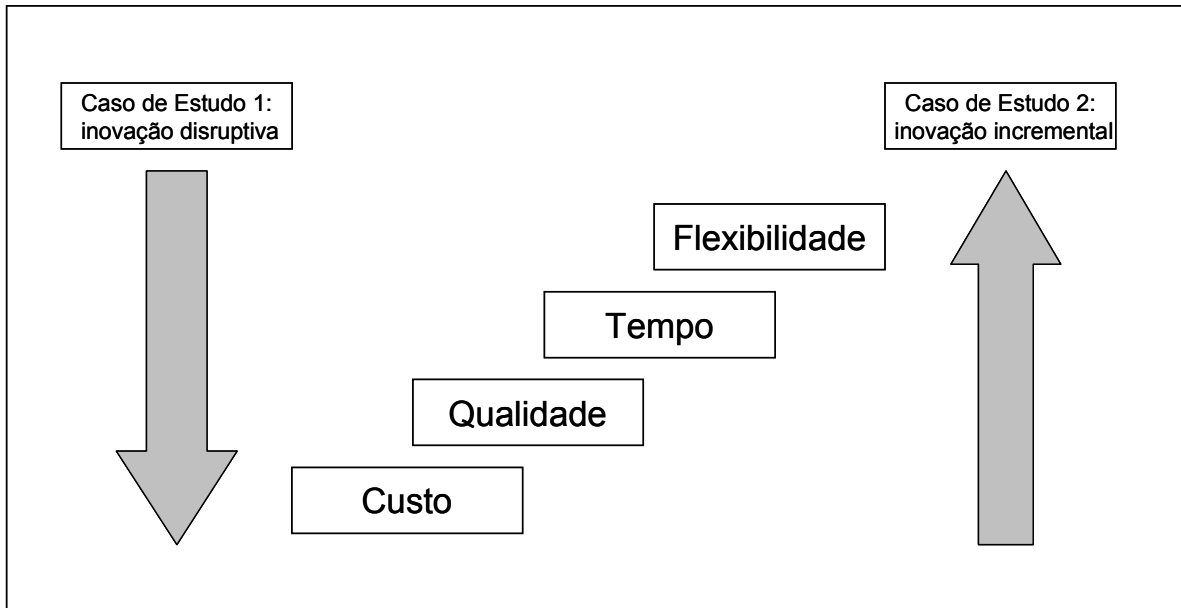 Caso de Estudo 1:
inovação disruptiva
Caso de Estudo 2:
inovação incremental
Flexibilidade
Tempo
Qualidade
Custo